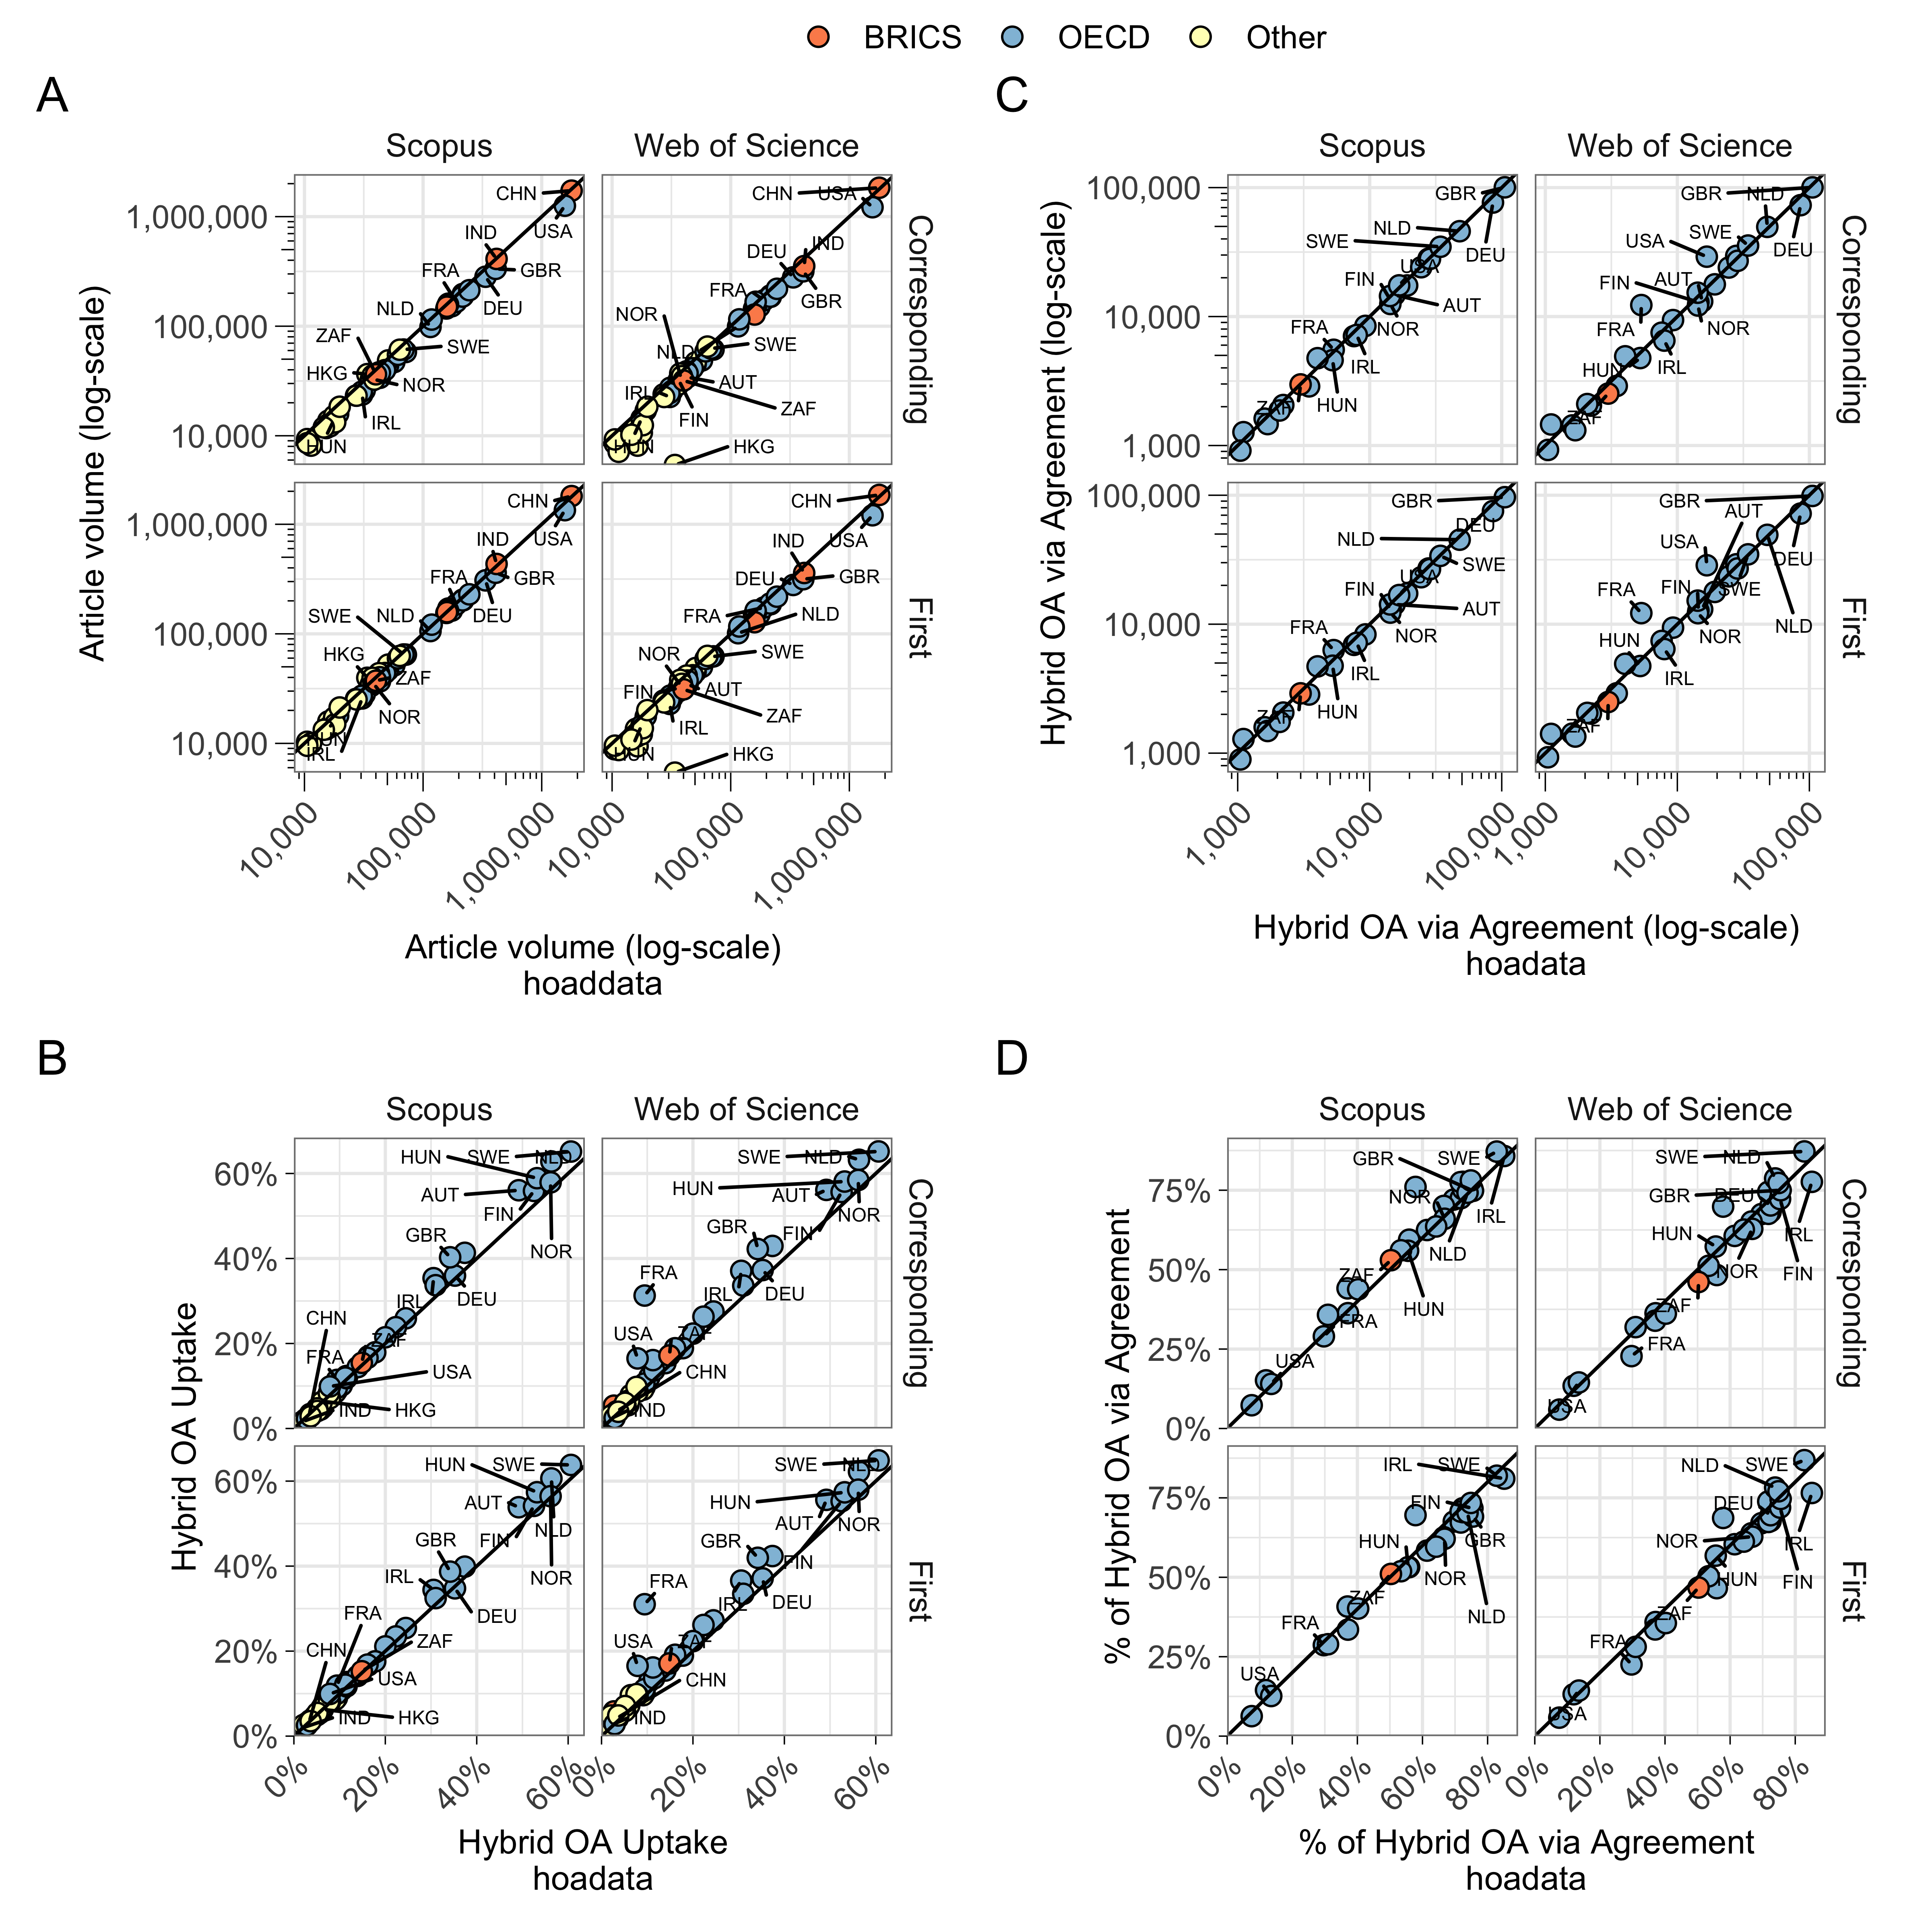 BRICS OECD Other
A
Scopus Web of Science
Article volume (log-scale)
1,000,000
100,000
10,000
CHN
USA
IND
GBR
FRA
DEU
NLD
SWE
ZAF
HKG
NOR
IRL
HUN
CHN
USA
DEU
IND
FRA
GBR
NOR
NLD
SWE
IRL
AUT
FIN
ZAF
HUN
HKG
Corresponding
1,000,000
100,000
10,000
CHN
USA
IND
FRA
GBR
NLD
DEU
SWE
HKG
ZAF
NOR
HUN
IRL
CHN
USA
IND
DEU
GBR
FRA
NLD
NOR
SWE
FIN
AUT
ZAF
IRL
HUN
HKG
First
10,000 100,000 1,000,000 10,000 100,000 1,000,000
Article volume (log-scale)
hoaddata
C
Scopus Web of Science
Hybrid OA via Agreement (log-scale)
100,000
10,000
1,000
GBR
NLD
SWE
DEU
USA
FIN
AUT
FRA
NOR
IRL
ZAF
HUN
GBR
NLD
USA
SWE
DEU
FIN
AUT
FRA
NOR
HUN
IRL
ZAF
Corresponding
100,000
10,000
1,000
GBR
DEU
NLD
SWE
USA
FIN
AUT
FRA
NOR
IRL
ZAF
HUN
GBR
AUT
USA
DEU
FRA
FIN
SWE
HUN
NOR
NLD
IRL
ZAF
First
1,000 10,000 100,000 1,000 10,000 100,000
Hybrid OA via Agreement (log-scale)
hoadata
B
Scopus Web of Science
Hybrid OA Uptake
60%
40%
20%
0%
HUN
SWE
NLD
AUT
FIN
GBR
NOR
DEU
IRL
CHN
ZAF
FRA
USA
IND
HKG
SWE
NLD
HUN
AUT
NOR
GBR
FIN
FRA
IRL
DEU
USA
ZAF
CHN
IND
Corresponding
60%
40%
20%
0%
HUN
SWE
AUT
FIN
NLD
GBR
IRL
NOR
FRA
DEU
CHN
ZAF
USA
IND
HKG
SWE
NLD
HUN
AUT
NOR
GBR
FIN
FRA
IRL
DEU
USA
ZAF
CHN
IND
First
0% 20% 40% 60% 0% 20% 40% 60%
Hybrid OA Uptake
hoadata
D
Scopus Web of Science
% of Hybrid OA via Agreement
75%
50%
25%
0%
GBR
SWE
NOR
IRL
NLD
ZAF
HUN
FRA
USA
SWE
NLD
GBR
DEU
HUN
IRL
NOR
FIN
ZAF
FRA
USA
Corresponding
75%
50%
25%
0%
IRL
SWE
FIN
HUN
GBR
NOR
ZAF
NLD
FRA
USA
NLD
SWE
DEU
NOR
IRL
HUN
FIN
ZAF
FRA
USA
First
0% 20% 40% 60% 80% 0% 20% 40% 60% 80%
% of Hybrid OA via Agreement
hoadata